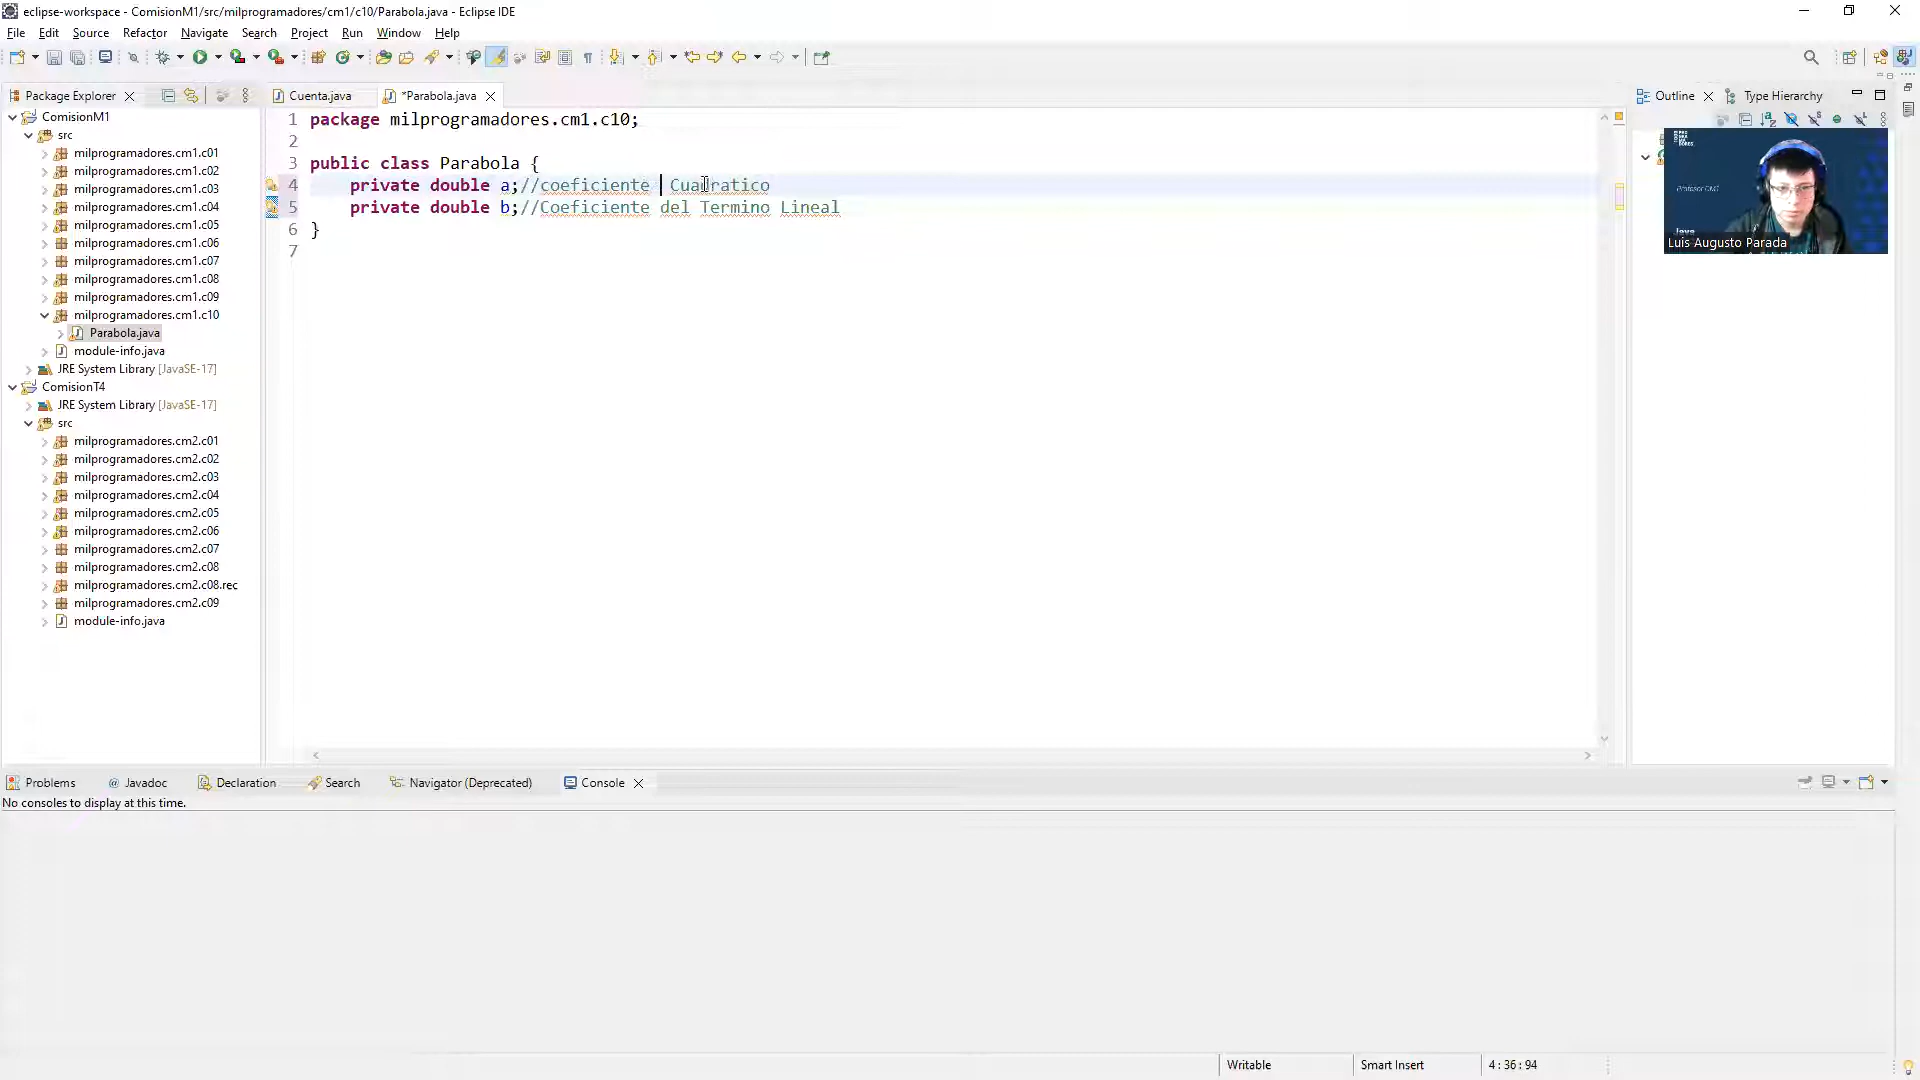 eclipse-workspace - ComisionM1/src/milprogramadores/cm1/c10/Parabola.java - Eclipse IDE
File Edit Source Refactor Navigate Search Project Run Window Help
Package Explorer
Cuenta.java
*Parabola.java
Outline
Type Hierarchy
ComisionM1
src
milprogramadores.cm1.c01
milprogramadores.cm1.c02
milprogramadores.cm1.c03
milprogramadores.cm1.c04
milprogramadores.cm1.c05
milprogramadores.cm1.c06
milprogramadores.cm1.c07
milprogramadores.cm1.c08
milprogramadores.cm1.c09
milprogramadores.cm1.c10
Parabola.java
module-info.java
JRE System Library [JavaSE-17]
ComisionT4
JRE System Library [JavaSE-17]
src
milprogramadores.cm2.c01
milprogramadores.cm2.c02
milprogramadores.cm2.c03
milprogramadores.cm2.c04
milprogramadores.cm2.c05
milprogramadores.cm2.c06
milprogramadores.cm2.c07
milprogramadores.cm2.c08
milprogramadores.cm2.c08.rec
milprogramadores.cm2.c09
module-info.java
1 package milprogramadores.cm1.c10;
2
3 public class Parabola {
4 private double a;//coeficiente  Cuadratico
5 private double b;//Coeficiente del Termino Lineal
6 }
7
Profesor CM1
Java
Luis Augusto Parada
Problems
Javadoc
Declaration
Search
Navigator (Deprecated)
Console
No consoles to display at this time.
Writable
Smart Insert
4 : 36 : 94